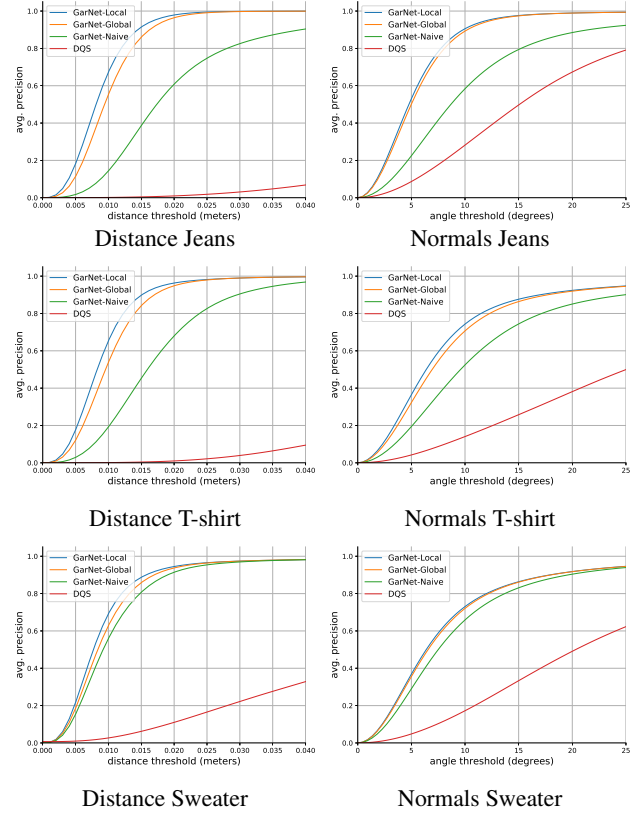 GarNet-Local
GarNet-Global
GarNet-Naive
DQS
avg. precision
1.0
0.8
0.6
0.4
0.2
0.0
0.000 0.005 0.010 0.015 0.020 0.025 0.030 0.035 0.040
distance threshold (meters)
Distance Jeans
GarNet-Local
GarNet-Global
GarNet-Naive
DQS
avg. precision
1.0
0.8
0.6
0.4
0.2
0.0
0 5 10 15 20 25
angle threshold (degrees)
Normals Jeans
GarNet-Local
GarNet-Global
GarNet-Naive
DQS
avg. precision
1.0
0.8
0.6
0.4
0.2
0.0
0.000 0.005 0.010 0.015 0.020 0.025 0.030 0.035 0.040
distance threshold (meters)
Distance T-shirt
GarNet-Local
GarNet-Global
GarNet-Naive
DQS
avg. precision
1.0
0.8
0.6
0.4
0.2
0.0
0 5 10 15 20 25
angle threshold (degrees)
Normals T-shirt
GarNet-Local
GarNet-Global
GarNet-Naive
DQS
avg. precision
1.0
0.8
0.6
0.4
0.2
0.0
0.000 0.005 0.010 0.015 0.020 0.025 0.030 0.035 0.040
distance threshold (meters)
Distance Sweater
GarNet-Local
GarNet-Global
GarNet-Naive
DQS
avg. precision
1.0
0.8
0.6
0.4
0.2
0.0
0 5 10 15 20 25
angle threshold (degrees)
Normals Sweater